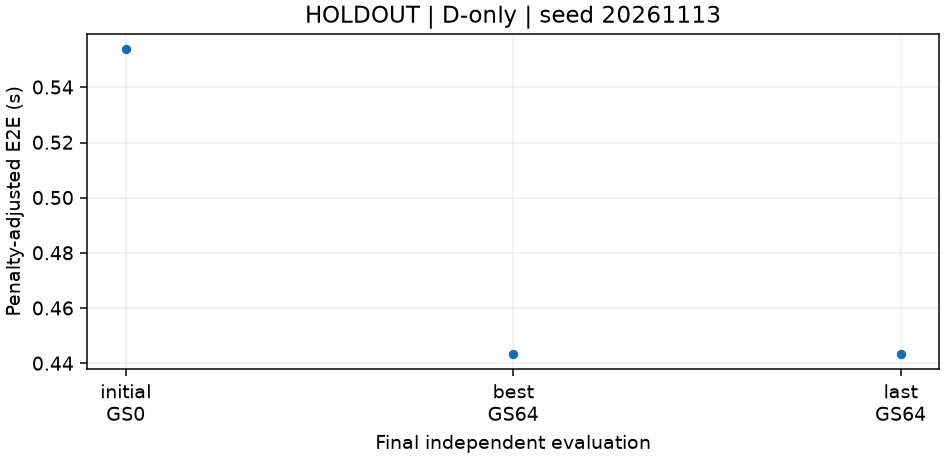 HOLDOUT | D-only | seed 20261113
Penalty-adjusted E2E (s)
0.54
0.52
0.50
0.48
0.46
0.44
initial
GS0
best
GS64
last
GS64
Final independent evaluation